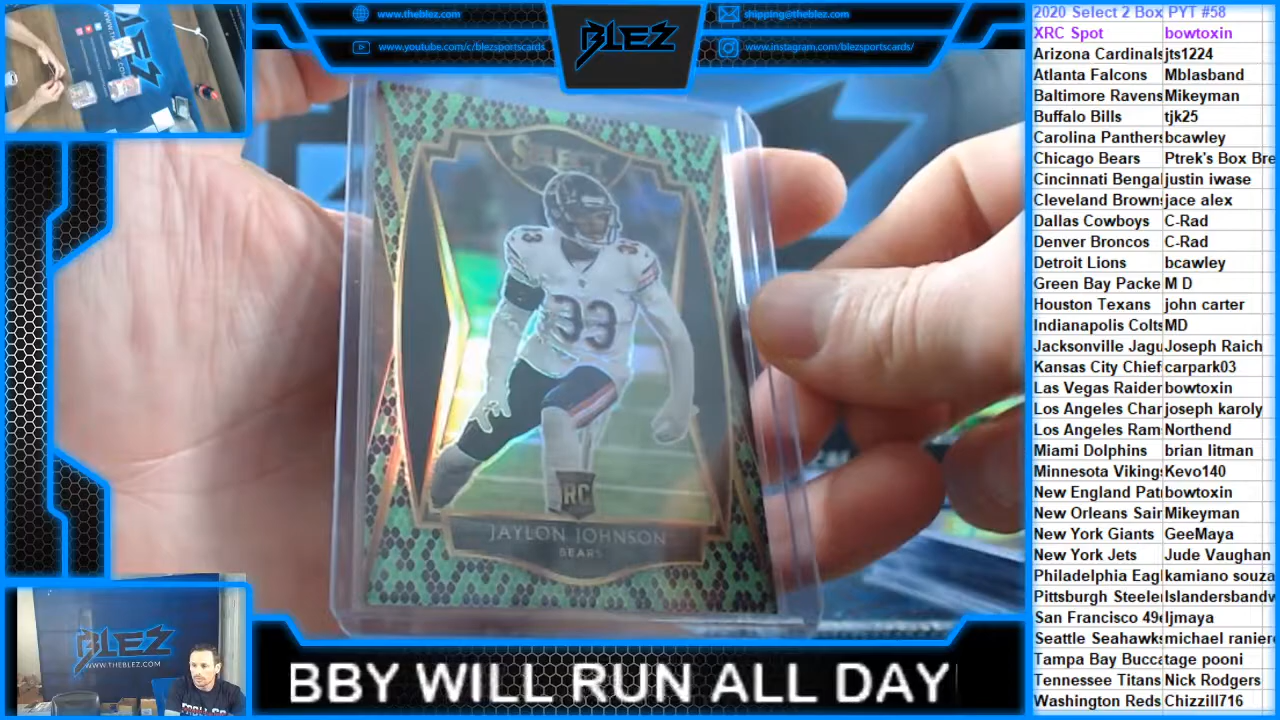 www.theblez.com
www.youtube.com/c/blezsportscards
BLEZ
shipping@theblez.com
www.instagram.com/blezsportscards/
SELECT
33
33
33
RC
JAYLON JOHNSON
BEARS
BLEZ
WWW.THEBLEZ.COM
BBY WILL RUN ALL DAY
2020 Select 2 Box PYT #58
XRC Spot bowtoxin
Arizona Cardinals jts1224
Atlanta Falcons Mblasband
Baltimore Ravens Mikeyman
Buffalo Bills tjk25
Carolina Panthers bcawley
Chicago Bears Ptrek's Box Bre
Cincinnati Bengal justin iwase
Cleveland Browns jace alex
Dallas Cowboys C-Rad
Denver Broncos C-Rad
Detroit Lions bcawley
Green Bay Packe M D
Houston Texans john carter
Indianapolis Colts MD
Jacksonville Jagu Joseph Raich
Kansas City Chief carpark03
Las Vegas Raider bowtoxin
Los Angeles Char joseph karoly
Los Angeles Ram Northend
Miami Dolphins brian litman
Minnesota Viking Kevo140
New England Pat bowtoxin
New Orleans Sain Mikeyman
New York Giants GeeMaya
New York Jets Jude Vaughan
Philadelphia Eagl kamiano souza
Pittsburgh Steele Islandersbandw
San Francisco 49e ljmaya
Seattle Seahawks michael ranier
Tampa Bay Bucca tage pooni
Tennessee Titans Nick Rodgers
Washington Reds Chizzill716